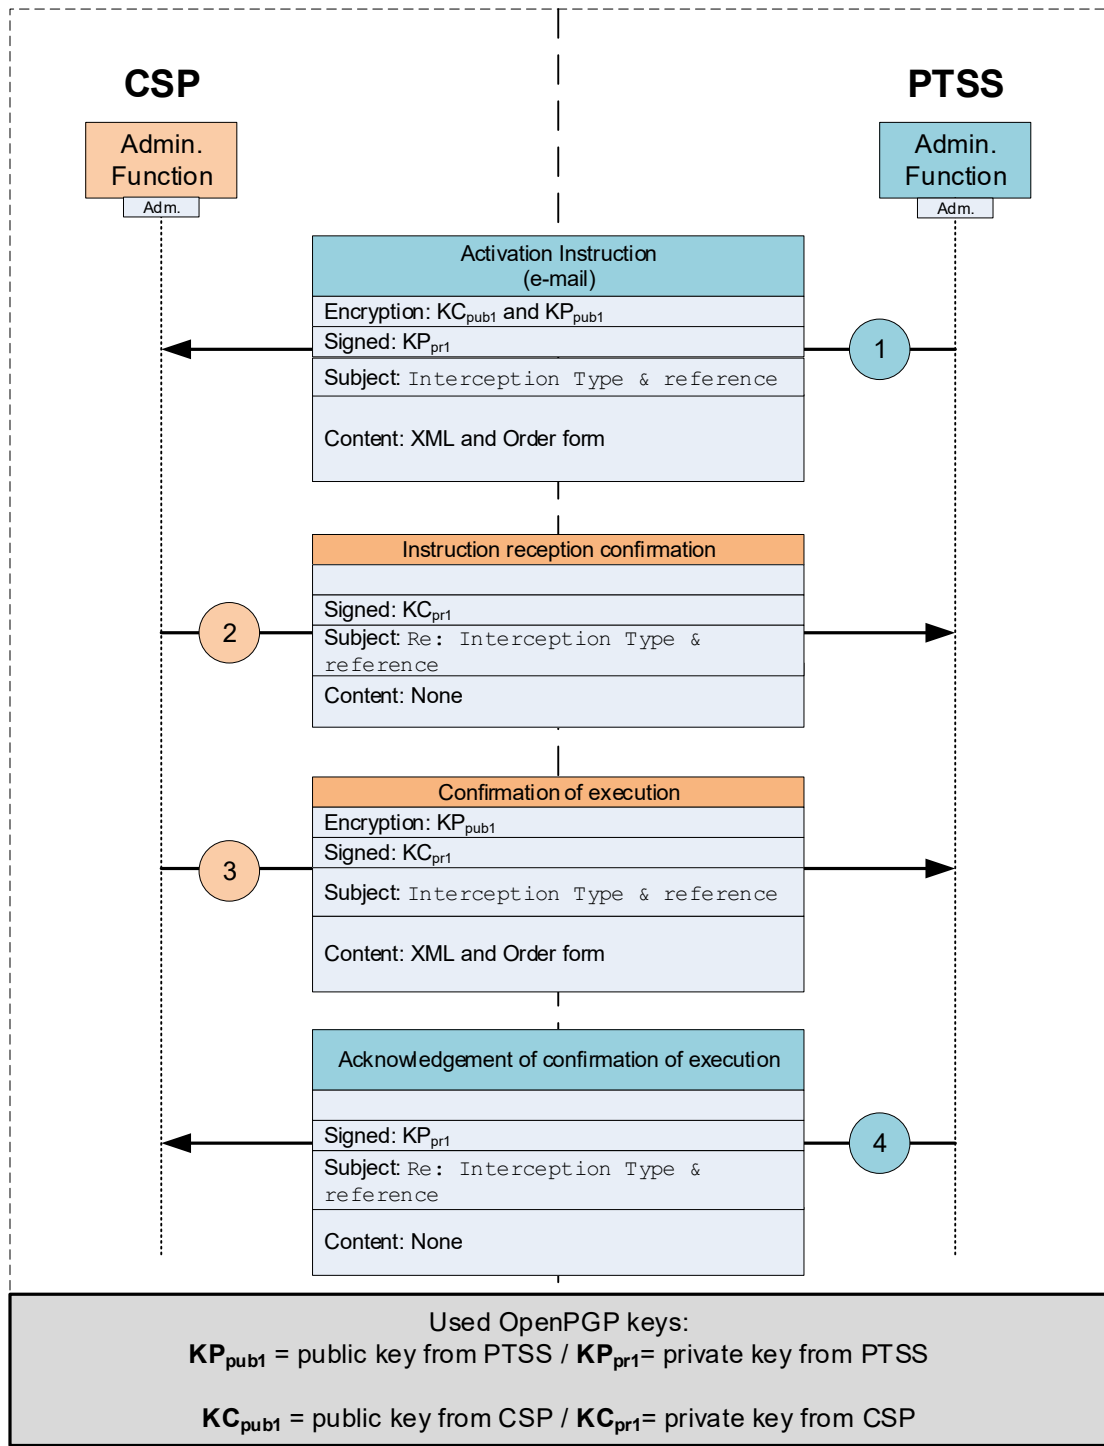 CSP
PTSS
Admin.
Function
Adm.
Admin.
Function
Adm.
Activation Instruction
(e-mail)
Encryption: KCpub1 and KPpub1
Signed: KPpr1
1
Subject: Interception Type & reference
Content: XML and Order form
Instruction reception confirmation
Signed: KCpr1
2
Subject: Re: Interception Type &
reference
Content: None
Confirmation of execution
Encryption: KPpub1
Signed: KCpr1
3
Subject: Interception Type & reference
Content: XML and Order form
Acknowledgement of confirmation of execution
Signed: KPpr1
4
Subject: Re: Interception Type &
reference
Content: None
Used OpenPGP keys:
KPpub1 = public key from PTSS / KPpr1= private key from PTSS
KCpub1 = public key from CSP / KCpr1= private key from CSP